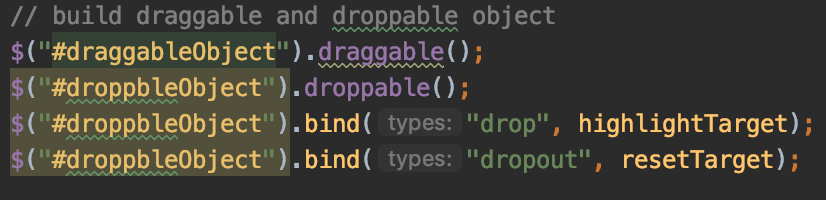 // build draggable and droppable object
$("#draggableObject").draggable();
$("#droppbleObject").droppable();
$("#droppbleObject").bind( types: "drop", highlightTarget);
$("#droppbleObject").bind( types: "dropout", resetTarget);